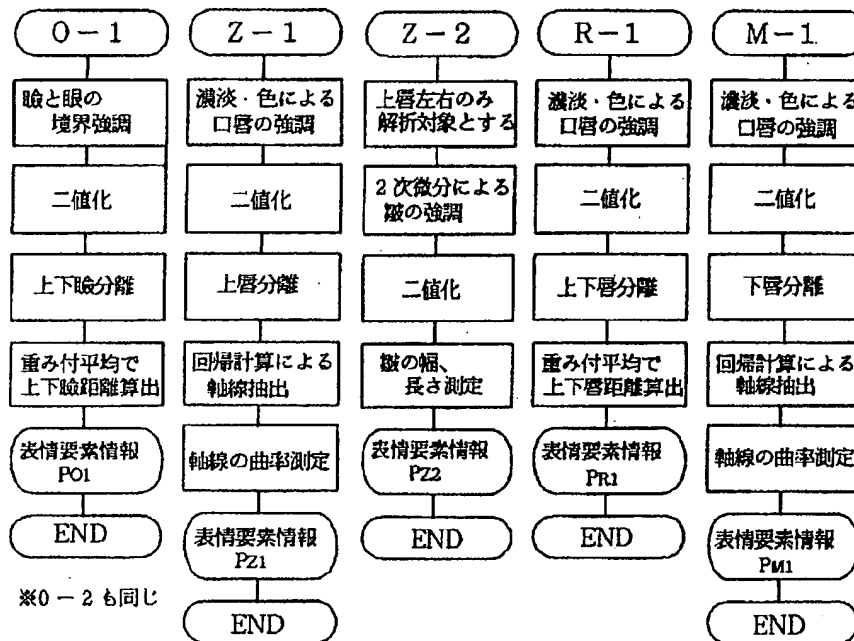 O-1
瞼と眼の
境界強調
二値化
上下瞼分離
重み付平均で
上下瞼距離算出
表情要素情報
PO1
END
※O-2も同じ
Z-1
濃淡・色による
口唇の強調
二値化
上唇分離
回帰計算による
軸線抽出
軸線の曲率測定
表情要素情報
PZ1
END
Z-2
上唇左右のみ
解折対象とする
2次微分による
皺の強調
二値化
皺の幅、
長さ測定
表情要素情報
PZ2
END
R-1
濃淡・色による
口唇の強調
二値化
上下唇分離
重み付平均で
上下唇距離算出
表情要素情報
PR1
END
M-1
濃淡・色による
口唇の強調
二値化
下唇分離
回帰計算による
軸線抽出
軸線の曲率測定
表情要素情報
PM1
END